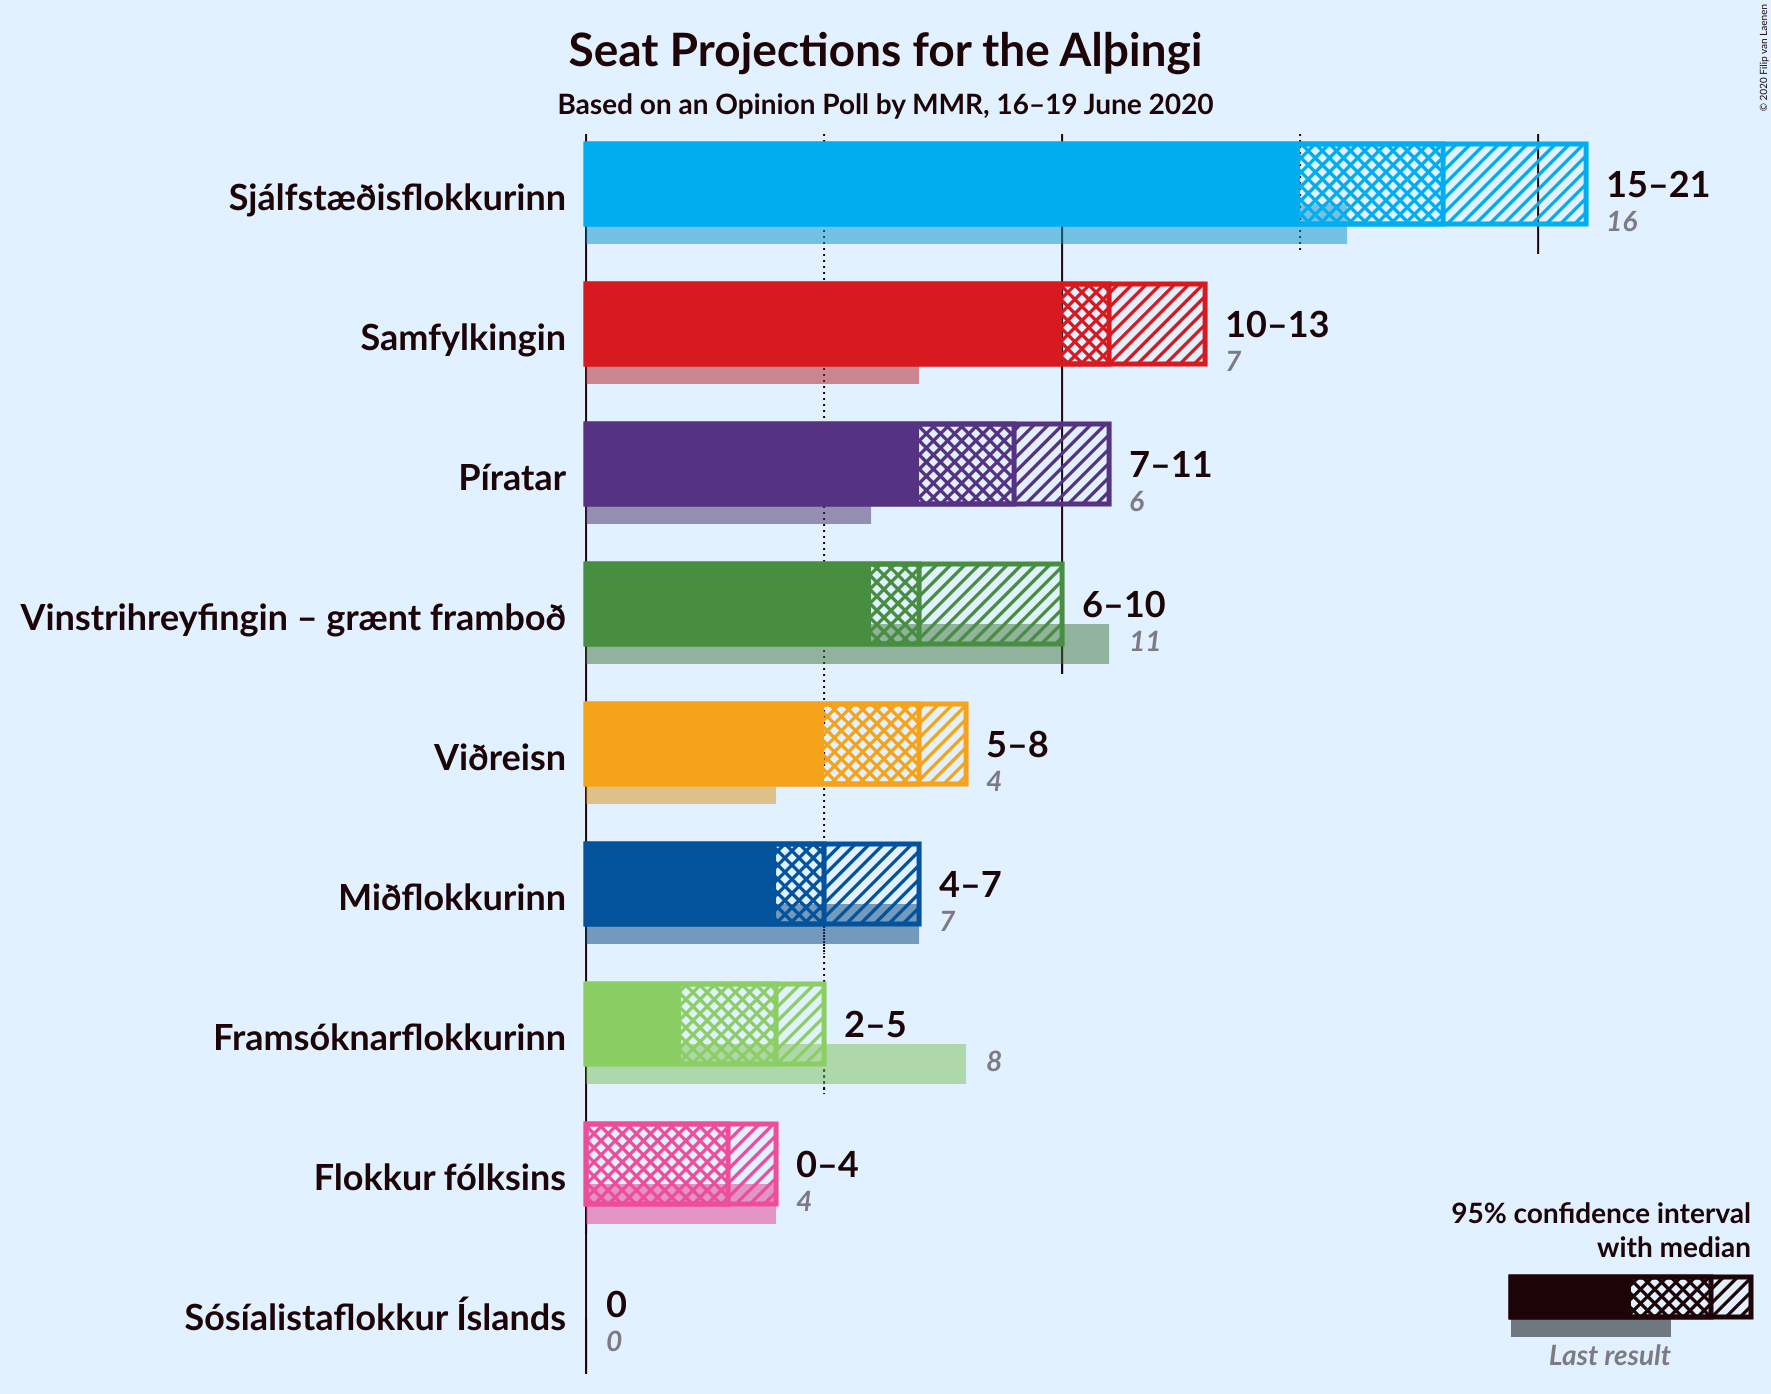 Seat Projections for the Alþingi
Based on an Opinion Poll by MMR, 16–19 June 2020
© 2020 Filip van Laenen
Sjálfstæðisflokkurinn
15–21
16
Samfylkingin
10–13
7
Píratar
7–11
6
Vinstrihreyfingin – grænt framboð
6–10
11
Viðreisn
5–8
4
Miðflokkurinn
4–7
7
Framsóknarflokkurinn
2–5
8
Flokkur fólksins
0–4
4
Sósíalistaflokkur Íslands
0
0
95% confidence interval
with median
Last result